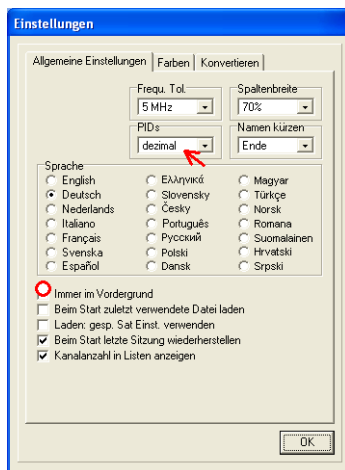 Einstellungen
Allgemeine Einstellungen Farben Konvertieren
Frequ. Tol. Spaltenbreite
5 MHz 70%
PIDs Namen kürzen
dezimal Ende
Sprache
English Ελληνικά Magyar
Deutsch Slovensky Türkçe
Nederlands Česky Norsk
Italiano Português Romana
Français Русский Suomalainen
Svenska Polski Hrvatski
Español Dansk Srpski
Immer im Vordergrund
Beim Start zuletzt verwendete Datei laden
Laden: gesp. Sat Einst. verwenden
Beim Start letzte Sitzung wiederherstellen
Kanalanzahl in Listen anzeigen
OK